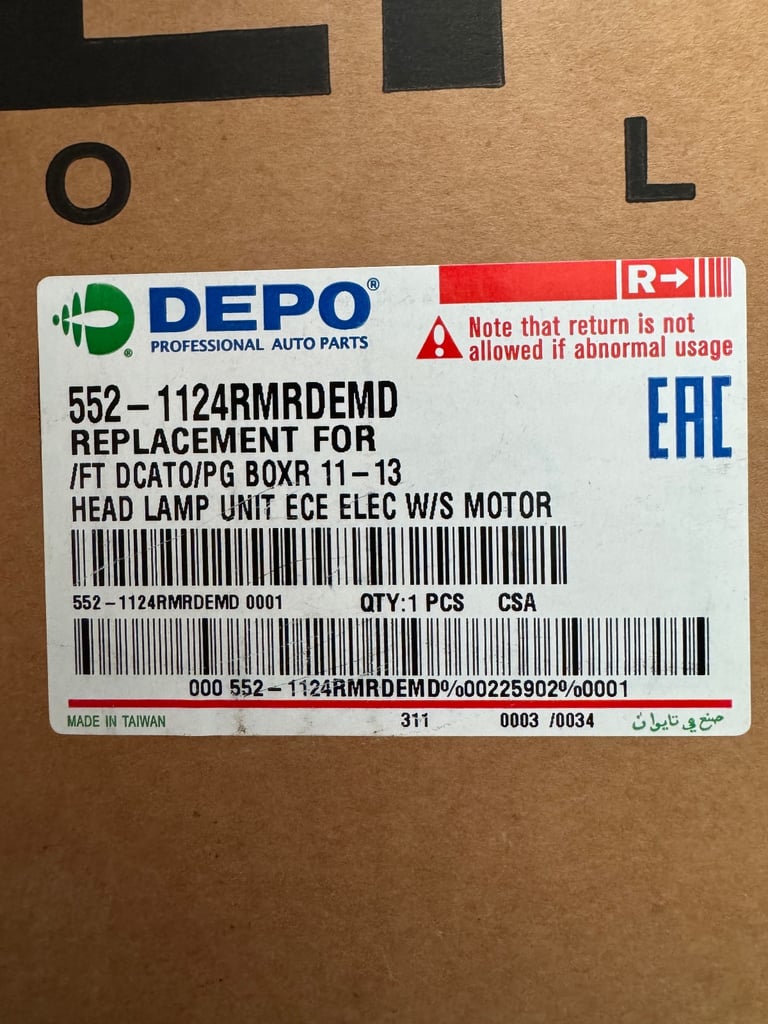 O L
DEPO®
PROFESSIONAL AUTO PARTS
®
R→
Note that return is not
allowed if abnormal usage
552-1124RMRDEMD
REPLACEMENT FOR
/FT DCATO/PG BOXR 11-13
HEAD LAMP UNIT ECE ELEC W/S MOTOR
EAC
552-1124RMRDEMD 0001 QTY:1 PCS CSA
000 552-1124RMRDEMD%00225902%0001
MADE IN TAIWAN 311 0003 /0034 صنع في تايوان